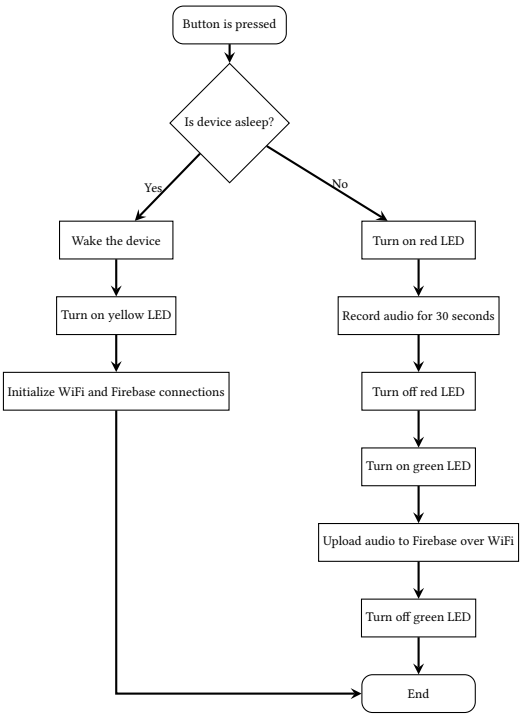 Button is pressed
Is device asleep?
Yes
No
Wake the device
Turn on red LED
Turn on yellow LED
Record audio for 30 seconds
Initialize WiFi and Firebase connections
Turn off red LED
Turn on green LED
Upload audio to Firebase over WiFi
Turn off green LED
End